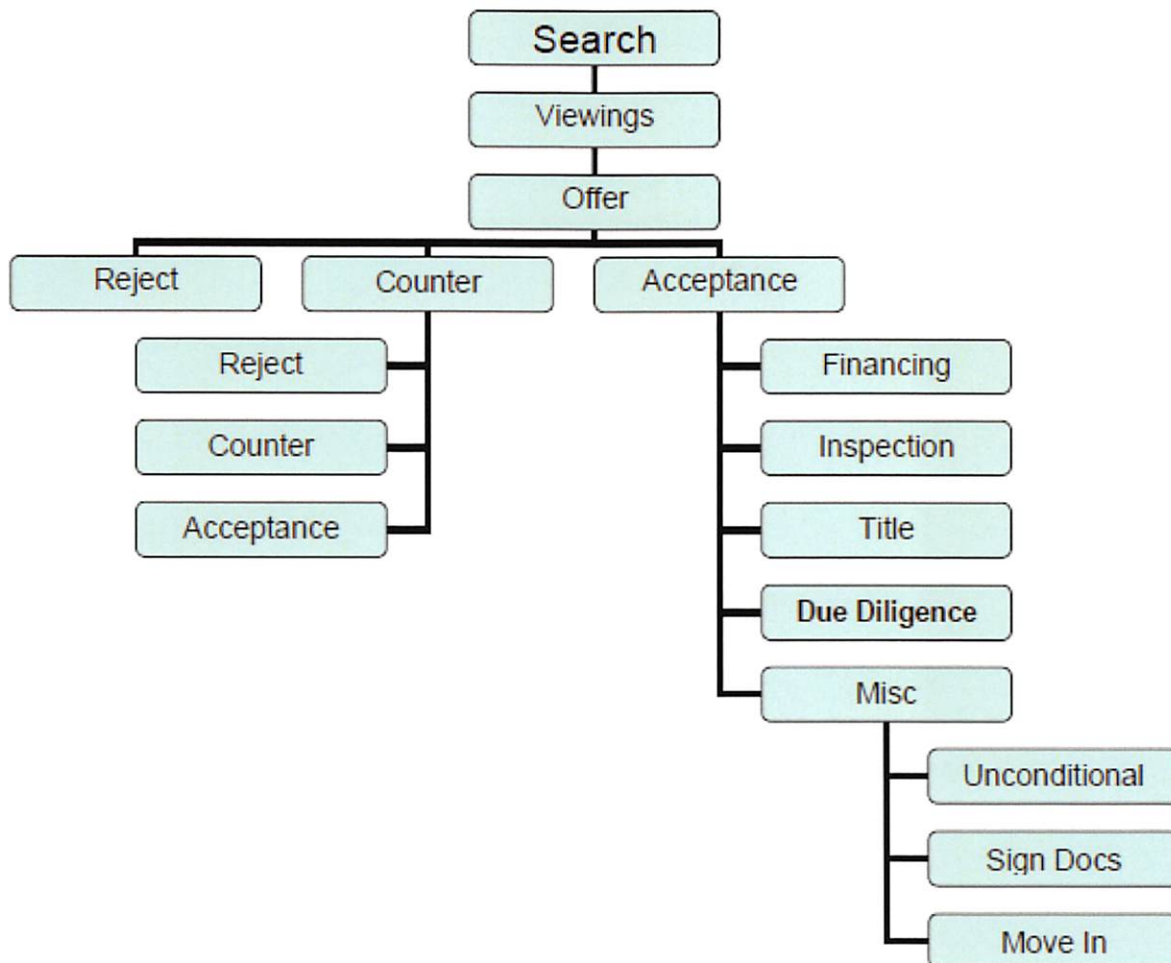 Search
Viewings
Offer
Reject
Counter
Acceptance
Reject
Counter
Acceptance
Financing
Inspection
Title
Due Diligence
Misc
Unconditional
Sign Docs
Move In